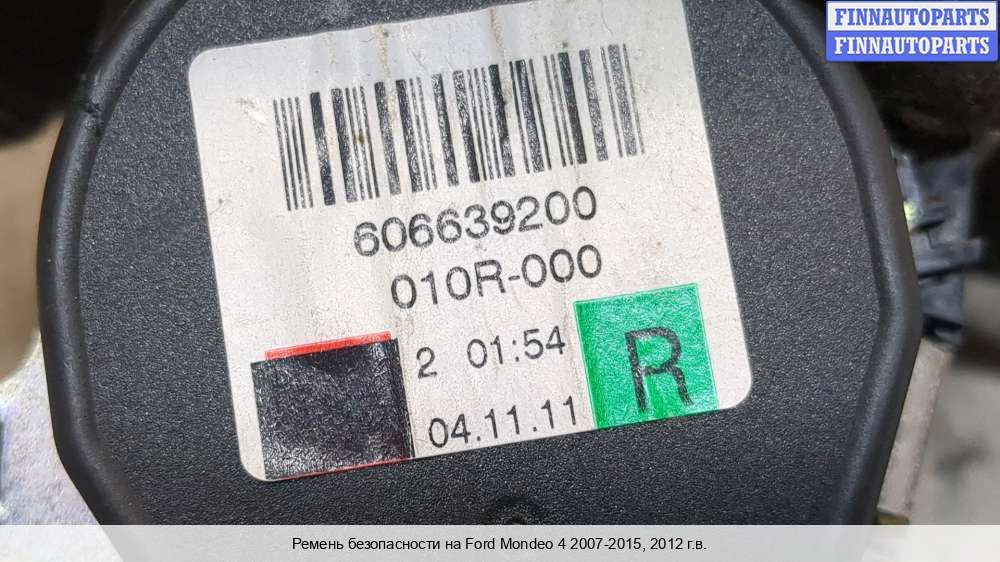 FINNAUTOPARTS
FINNAUTOPARTS
606639200
010R-000
2 01:54
R
04.11.11
Ремень безопасности на Ford Mondeo 4 2007-2015, 2012 г.в.